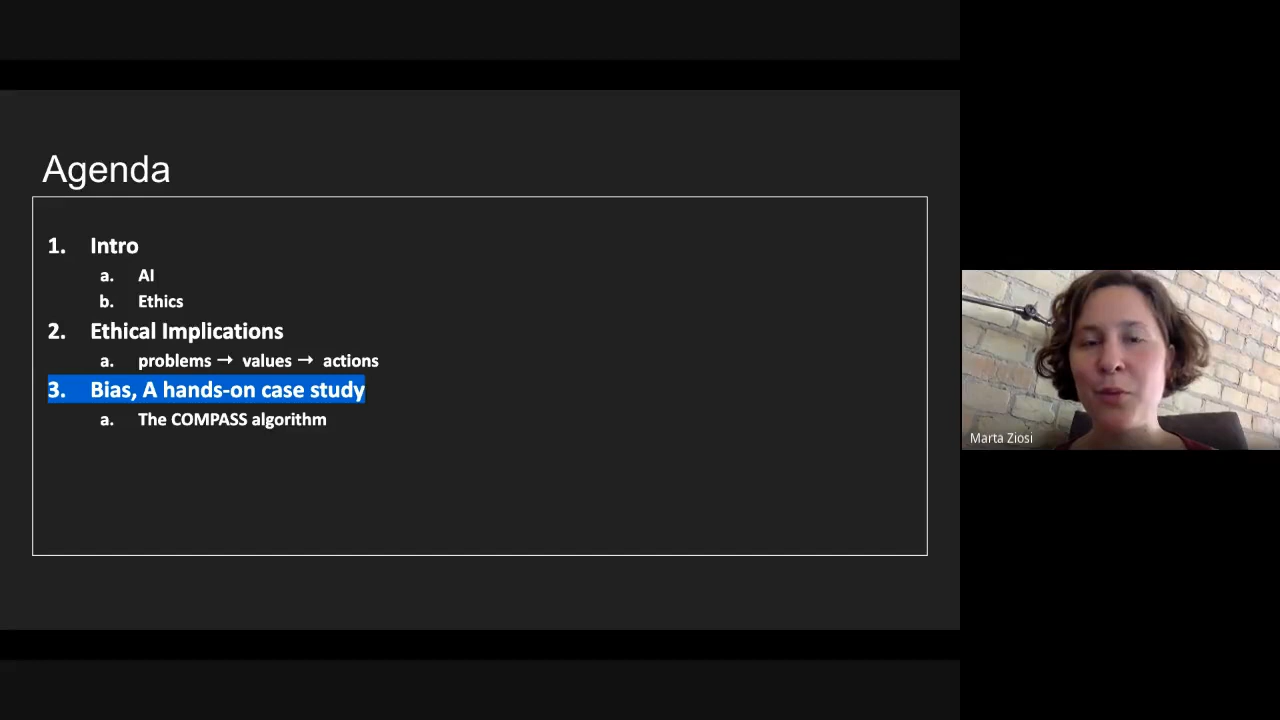 Agenda
1. Intro
a. AI
b. Ethics
2. Ethical Implications
a. problems → values → actions
3. Bias, A hands-on case study
a. The COMPASS algorithm
Marta Ziosi